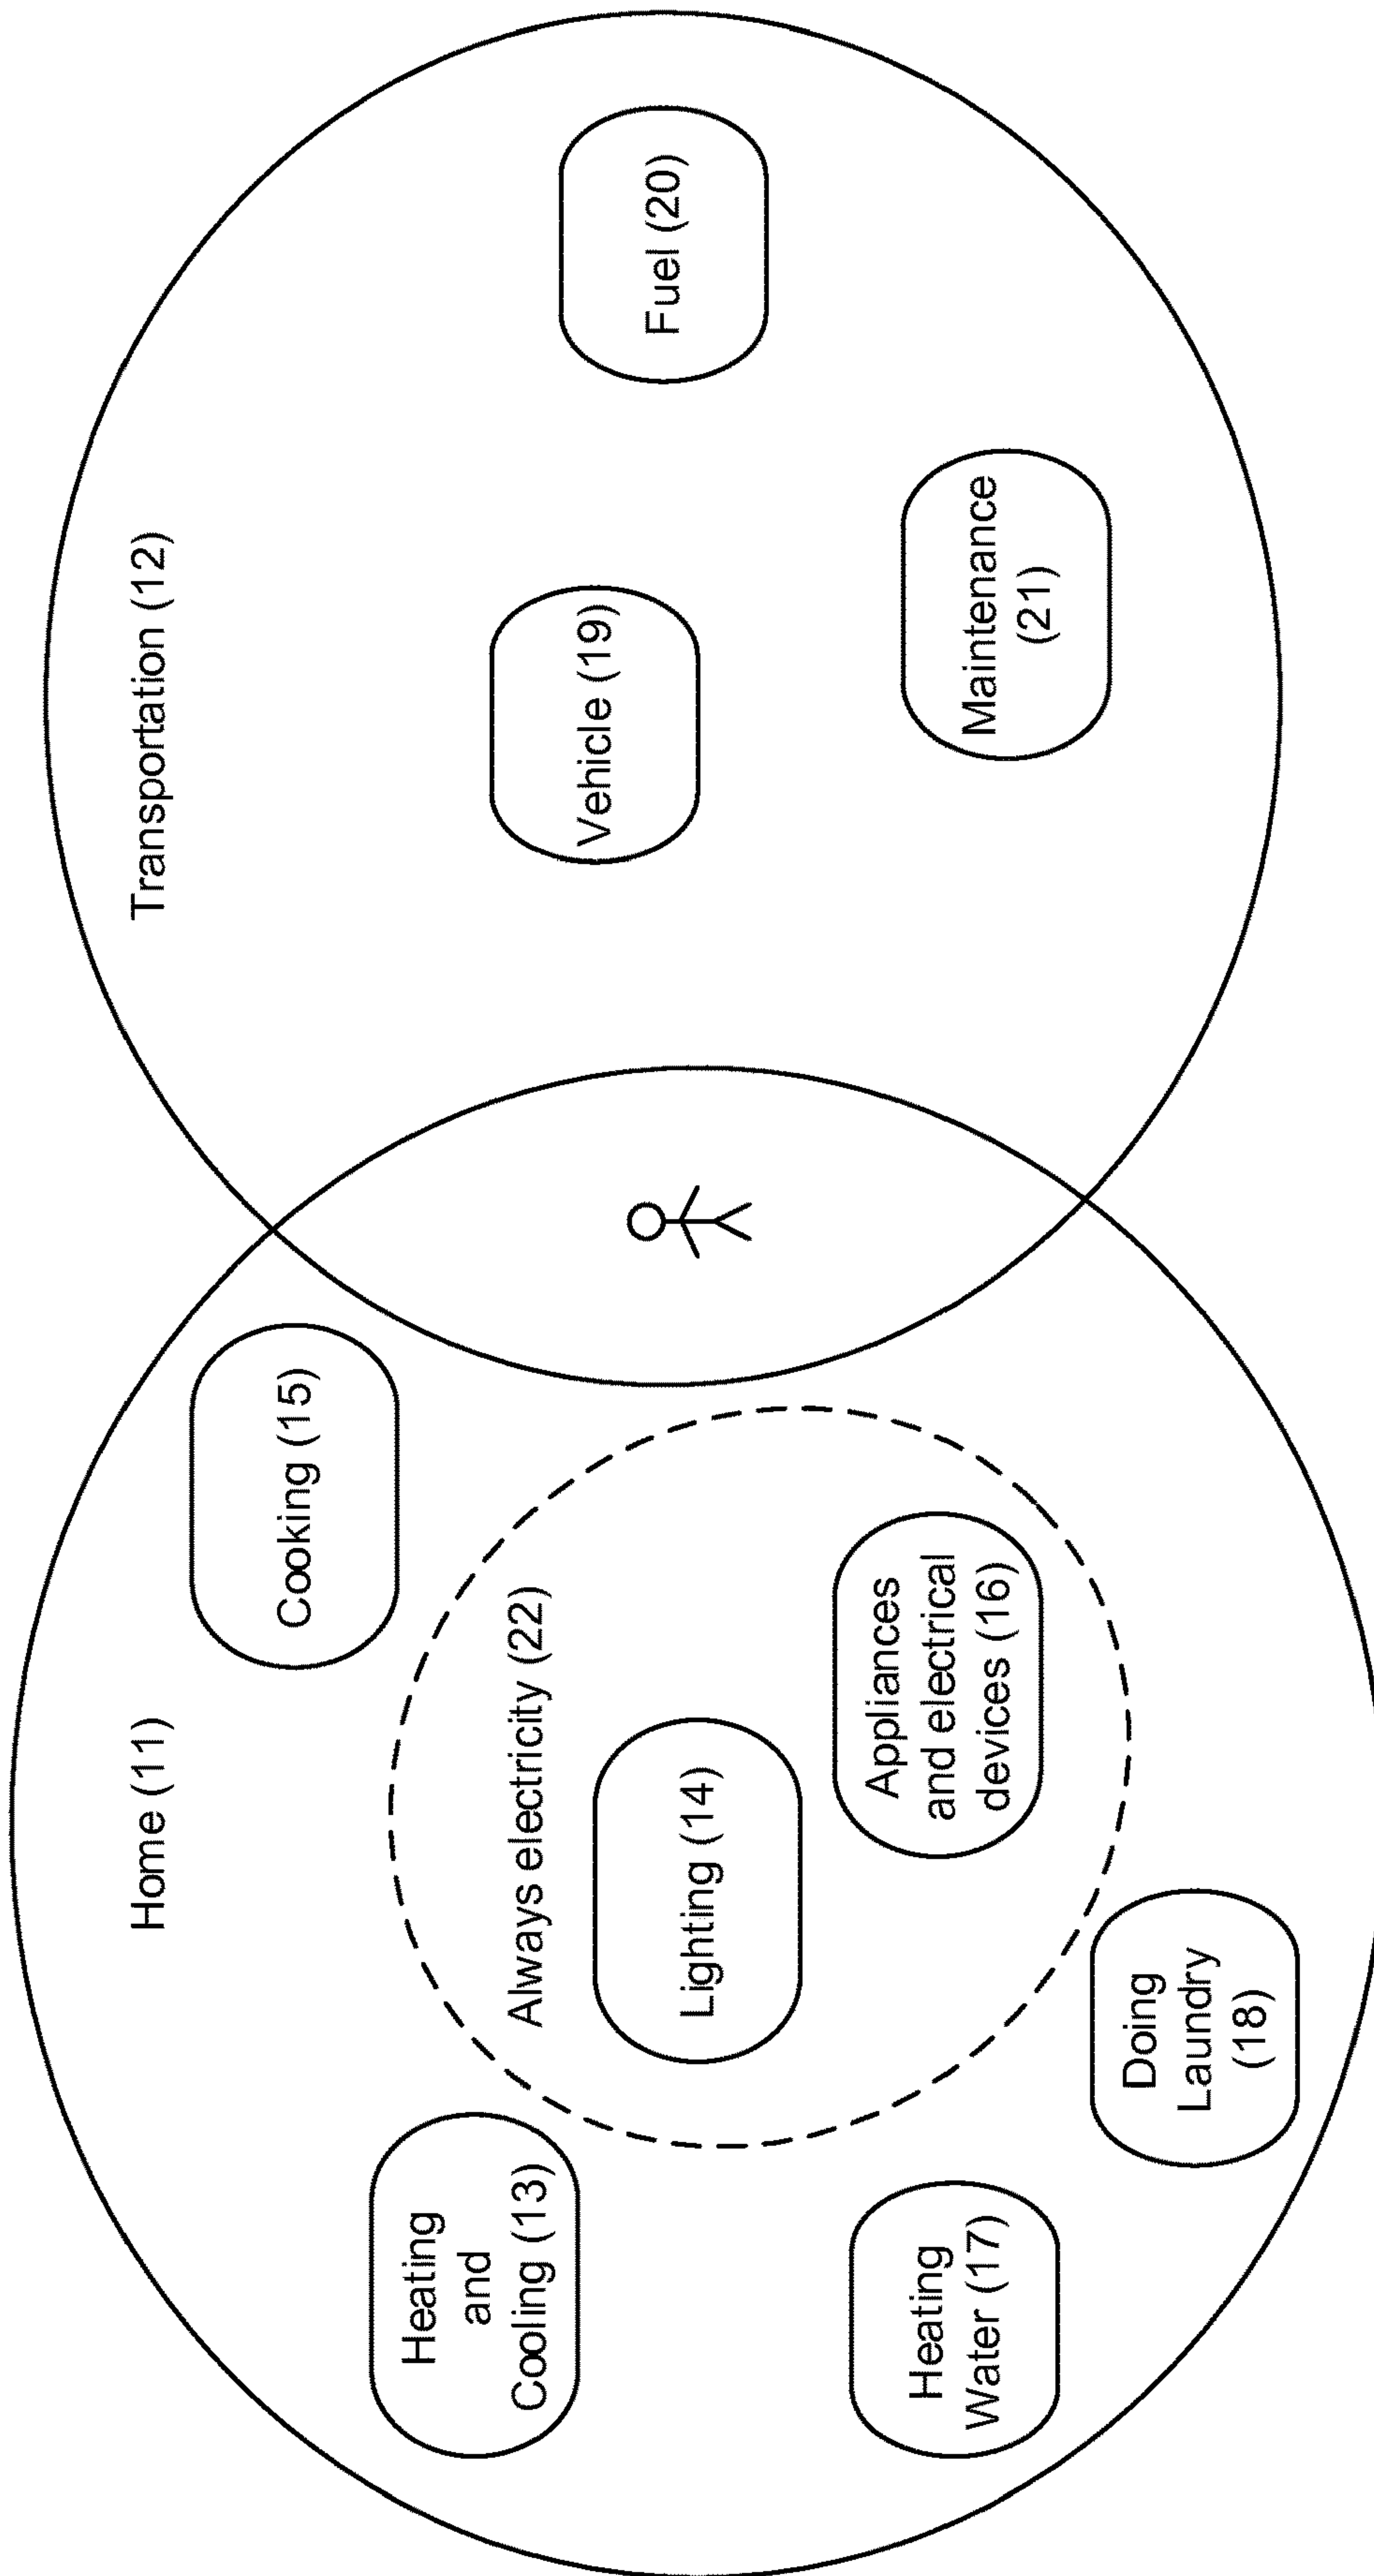 Home (11)
Transportation (12)
Cooking (15)
Heating
and
Cooling (13)
Always electricity (22)
Lighting (14)
Appliances
and electrical
devices (16)
Heating
Water (17)
Doing
Laundry
(18)
Vehicle (19)
Fuel (20)
Maintenance
(21)